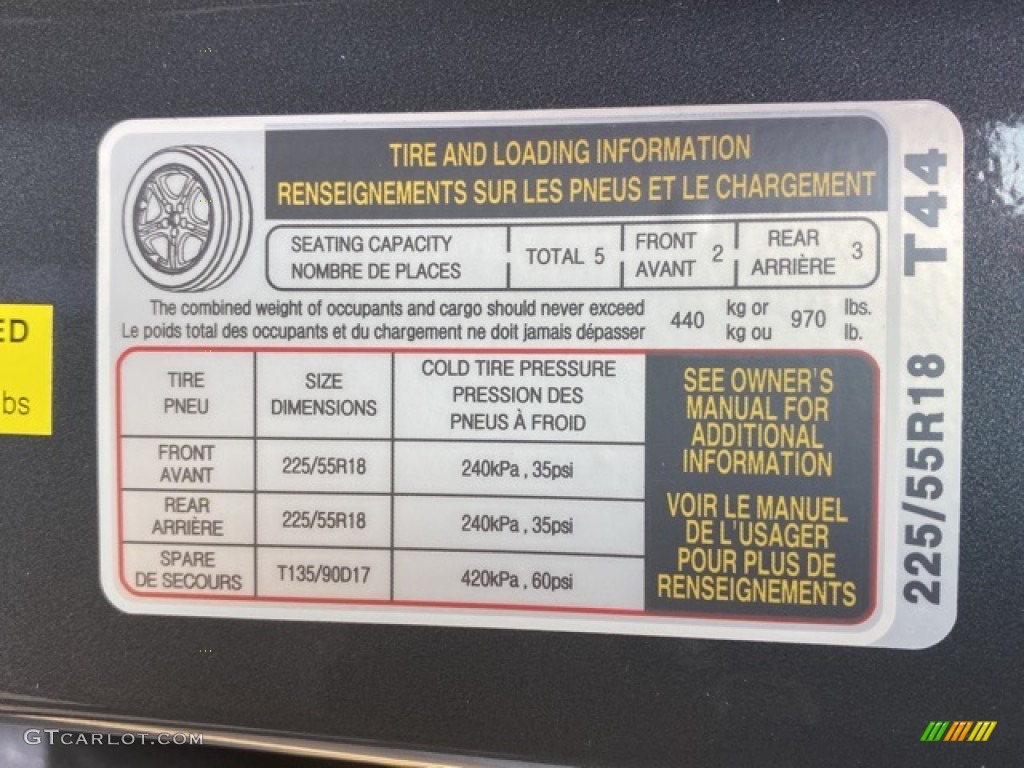 TIRE AND LOADING INFORMATION
RENSEIGNEMENTS SUR LES PNEUS ET LE CHARGEMENT
SEATING CAPACITY
NOMBRE DE PLACES
TOTAL 5
FRONT
AVANT
2
REAR
ARRIÈRE
3
The combined weight of occupants and cargo should never exceed
Le poids total des occupants et du chargement ne doit jamais dépasser
440
kg or
kg ou
970
lbs.
lb.
TIRE
PNEU
SIZE
DIMENSIONS
COLD TIRE PRESSURE
PRESSION DES
PNEUS À FROID
FRONT
AVANT
225/55R18
240kPa , 35psi
REAR
ARRIÈRE
225/55R18
240kPa , 35psi
SPARE
DE SECOURS
T135/90D17
420kPa , 60psi
SEE OWNER'S
MANUAL FOR
ADDITIONAL
INFORMATION
VOIR LE MANUEL
DE L'USAGER
POUR PLUS DE
RENSEIGNEMENTS
225/55R18 T44
ED
bs
GTCARLOT.COM